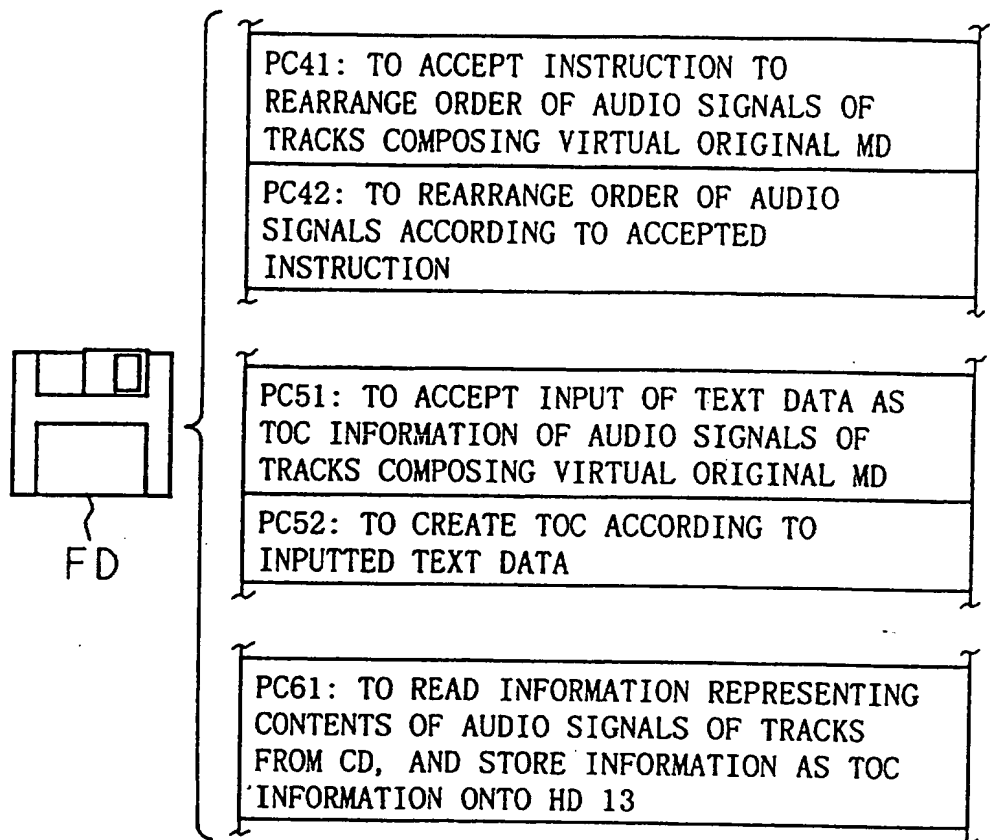 PC41: TO ACCEPT INSTRUCTION TO
REARRANGE ORDER OF AUDIO SIGNALS OF
TRACKS COMPOSING VIRTUAL ORIGINAL MD
PC42: TO REARRANGE ORDER OF AUDIO
SIGNALS ACCORDING TO ACCEPTED
INSTRUCTION
PC51: TO ACCEPT INPUT OF TEXT DATA AS
TOC INFORMATION OF AUDIO SIGNALS OF
TRACKS COMPOSING VIRTUAL ORIGINAL MD
PC52: TO CREATE TOC ACCORDING TO
INPUTTED TEXT DATA
FD
PC61: TO READ INFORMATION REPRESENTING
CONTENTS OF AUDIO SIGNALS OF TRACKS
FROM CD, AND STORE INFORMATION AS TOC
INFORMATION ONTO HD 13